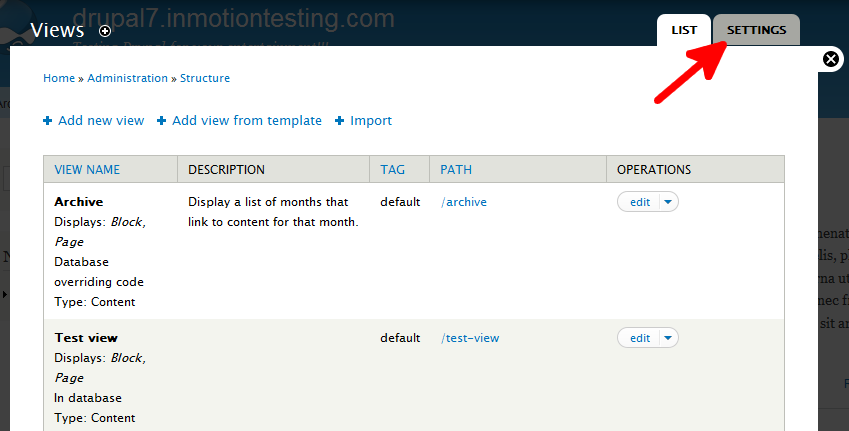 drupal7.inmotiontesting.com
Views
LIST
SETTINGS
Home » Administration » Structure
Add new view
Add view from template
Import
VIEW NAME DESCRIPTION TAG PATH OPERATIONS
Archive Display a list of months that default /archive edit
Displays: Block, link to content for that month.
Page
Database
overriding code
Type: Content
Test view default /test-view edit
Displays: Block,
Page
In database
Type: Content